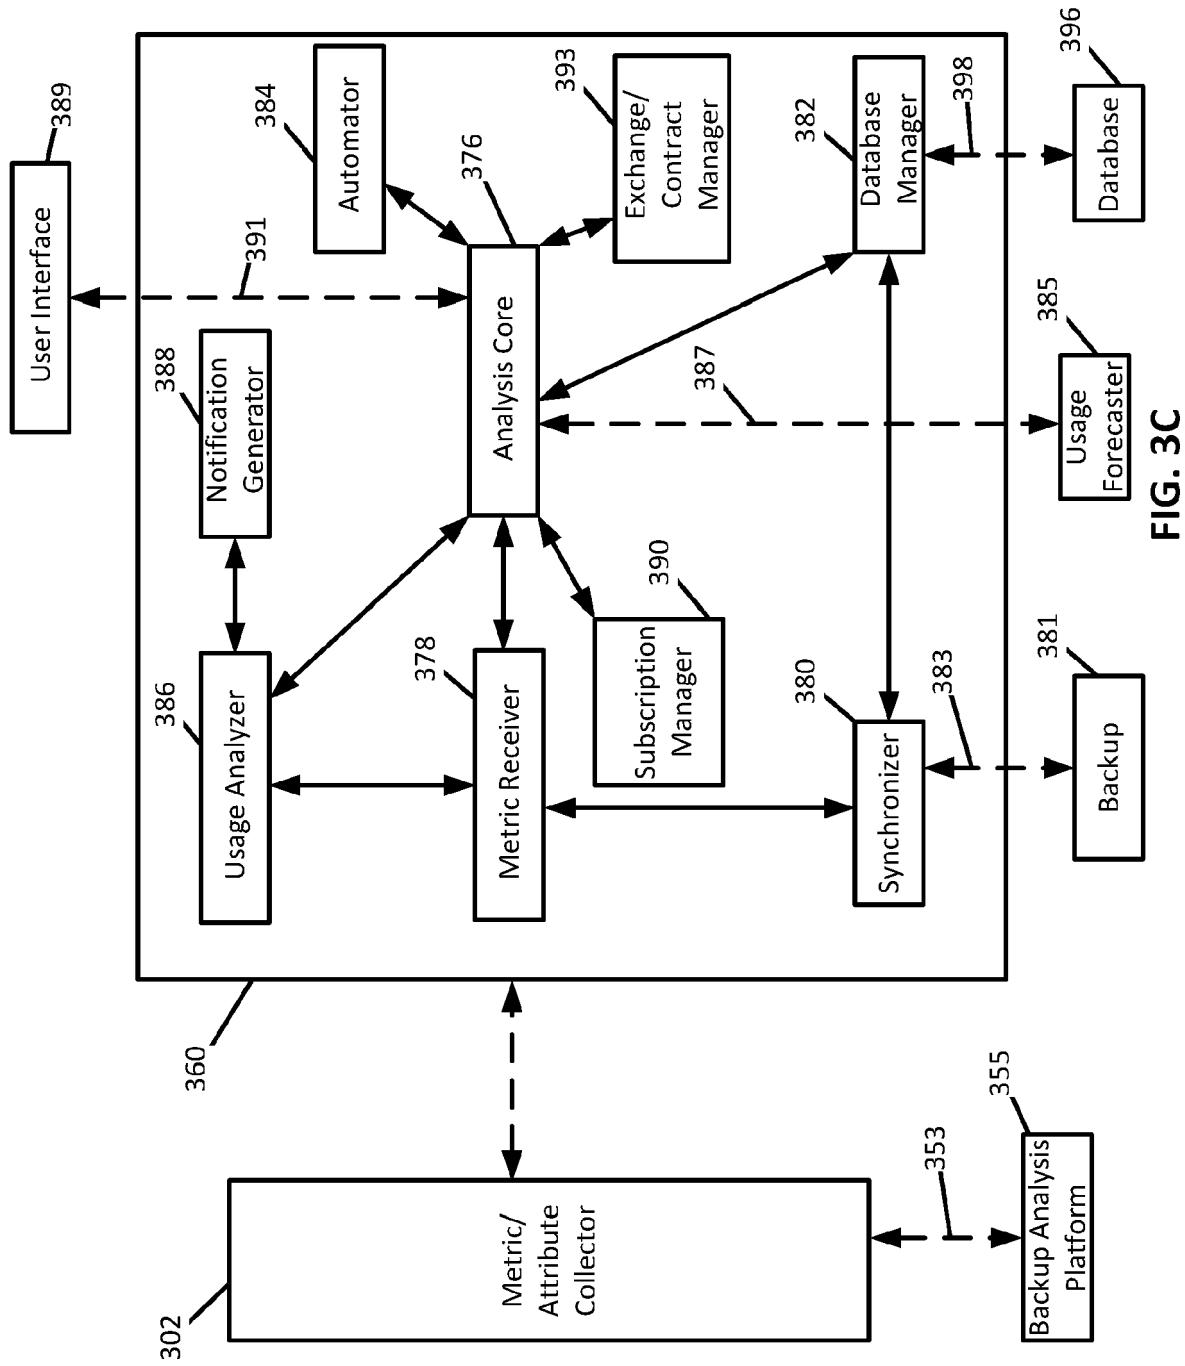 389
User Interface
391
384
Automator
388
Notification
Generator
376
Analysis Core
393
Exchange/
Contract
Manager
386
Usage Analyzer
378
Metric Receiver
390
Subscription
Manager
387
382
Database
Manager
380
Synchronizer
398
396
Database
385
Usage
Forecaster
383
381
Backup
360
302
Metric/
Attribute
Collector
353
355
Backup Analysis
Platform
FIG. 3C